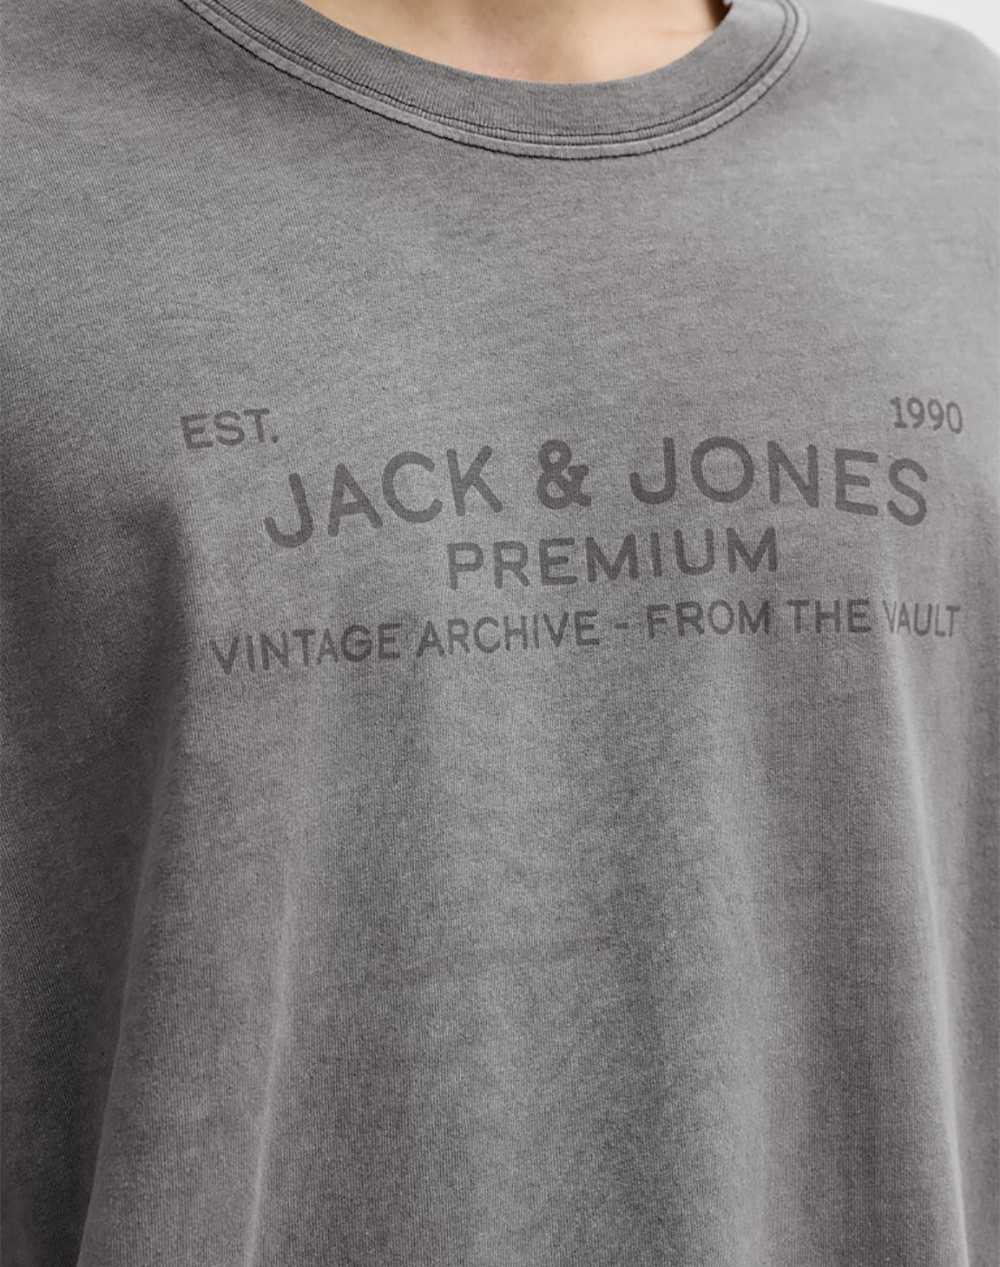 EST. 1990
JACK & JONES
PREMIUM
VINTAGE ARCHIVE - FROM THE VAULT